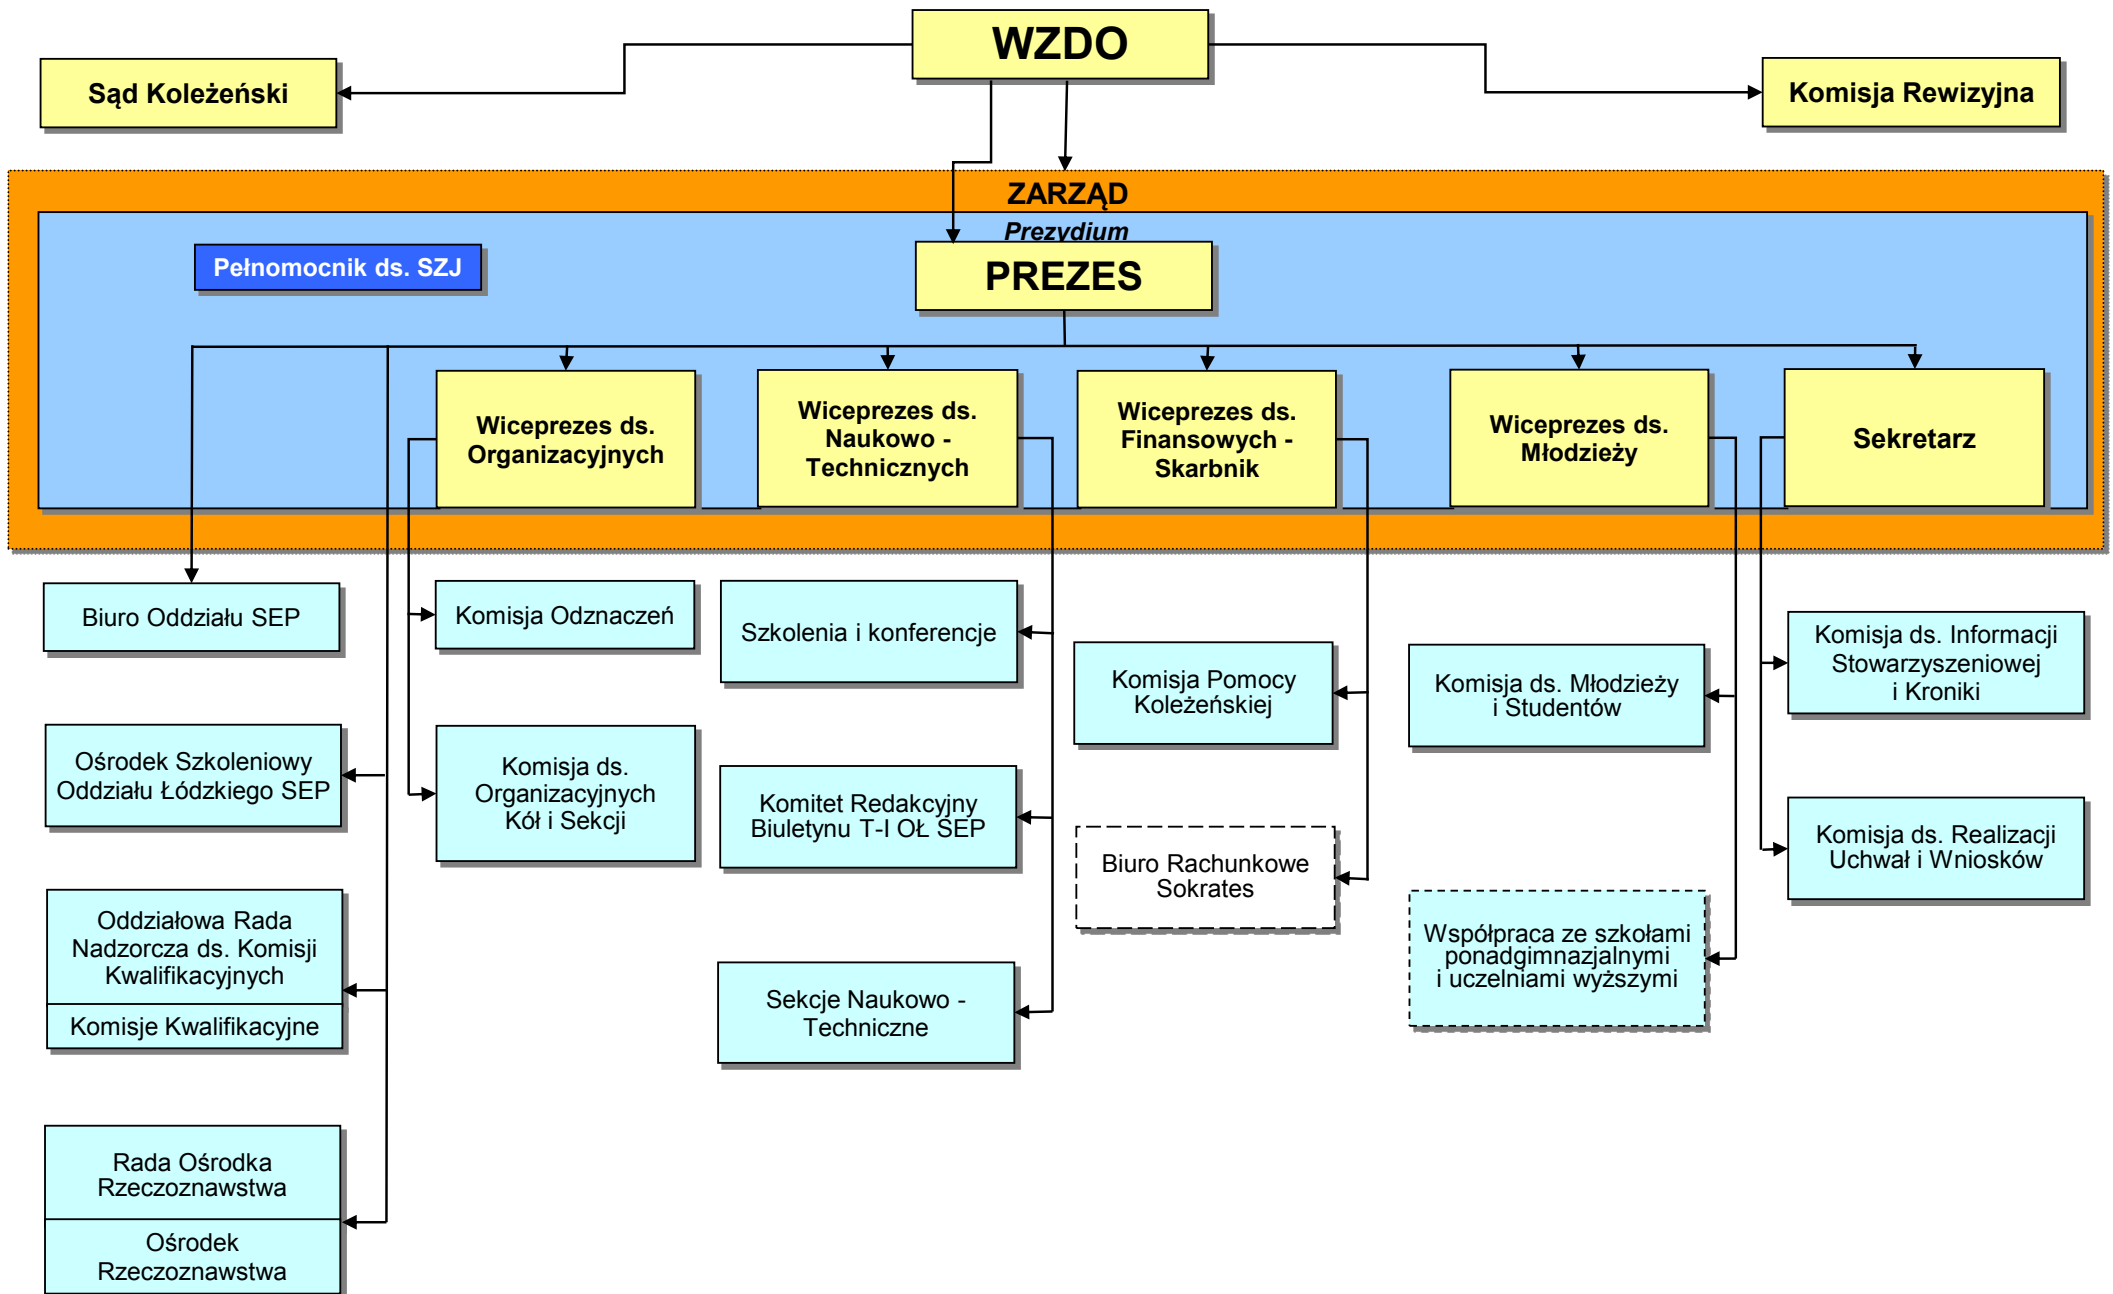 WZDO
Sąd Koleżeński
Komisja Rewizyjna
ZARZĄD
Prezydium
Pełnomocnik ds. SZJ
PREZES
Wiceprezes ds.
Organizacyjnych
Wiceprezes ds.
Naukowo -
Technicznych
Wiceprezes ds.
Finansowych -
Skarbnik
Wiceprezes ds.
Młodzieży
Sekretarz
Biuro Oddziału SEP
Komisja Odznaczeń
Szkolenia i konferencje
Komisja Pomocy
Koleżeńskiej
Komisja ds. Młodzieży
i Studentów
Komisja ds. Informacji
Stowarzyszeniowej
i Kroniki
Ośrodek Szkoleniowy
Oddziału Łódzkiego SEP
Komisja ds.
Organizacyjnych
Kół i Sekcji
Komitet Redakcyjny
Biuletynu T-I OŁ SEP
Biuro Rachunkowe
Sokrates
Komisja ds. Realizacji
Uchwał i Wniosków
Oddziałowa Rada
Nadzorcza ds. Komisji
Kwalifikacyjnych
Komisje Kwalifikacyjne
Sekcje Naukowo -
Techniczne
Współpraca ze szkołami
ponadgimnazjalnymi
i uczelniami wyższymi
Rada Ośrodka
Rzeczoznawstwa
Ośrodek
Rzeczoznawstwa